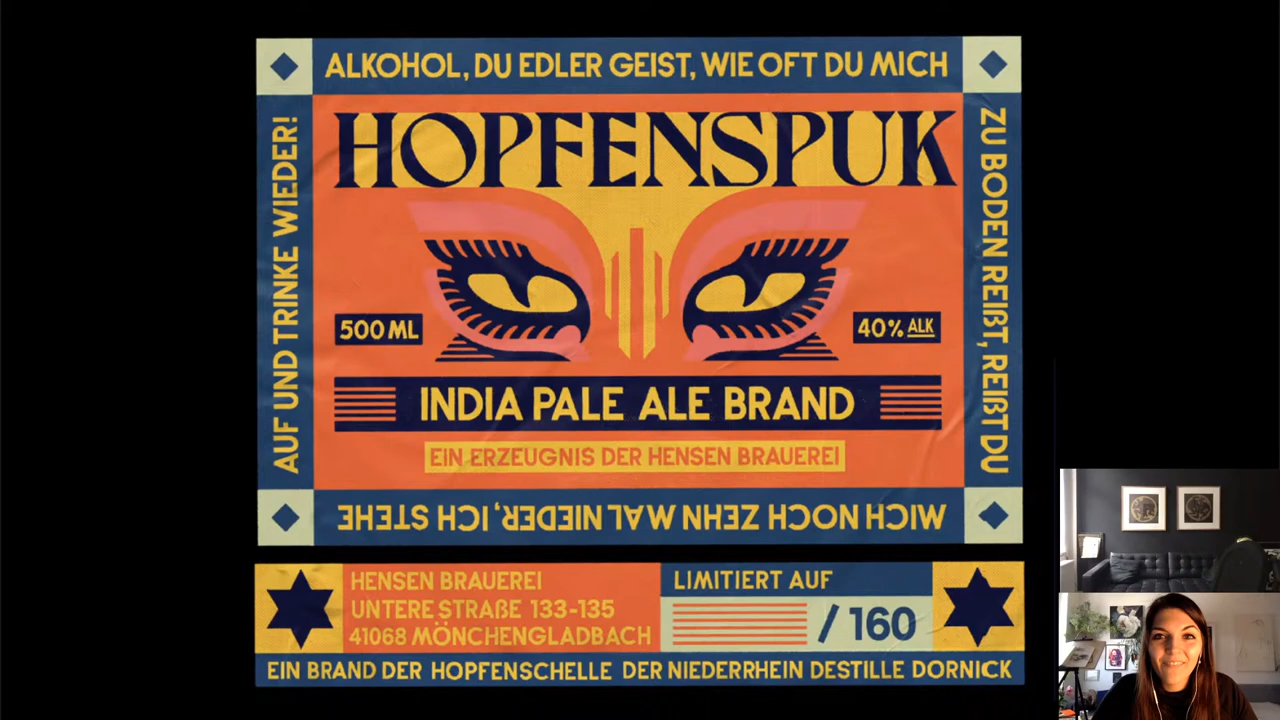 ALKOHOL, DU EDLER GEIST, WIE OFT DU MICH
ZU BODEN REIßT, REIßT DU
MICH NOCH ZEHN MAL NIEDER, ICH STEHE
AUF UND TRINKE WIEDER!
HOPFENSPUK
500 ML
40% ALK
INDIA PALE ALE BRAND
EIN ERZEUGNIS DER HENSEN BRAUEREI
HENSEN BRAUEREI
UNTERE STRAßE 133-135
41068 MÖNCHENGLADBACH
LIMITIERT AUF
/ 160
EIN BRAND DER HOPFENSCHELLE DER NIEDERRHEIN DESTILLE DORNICK